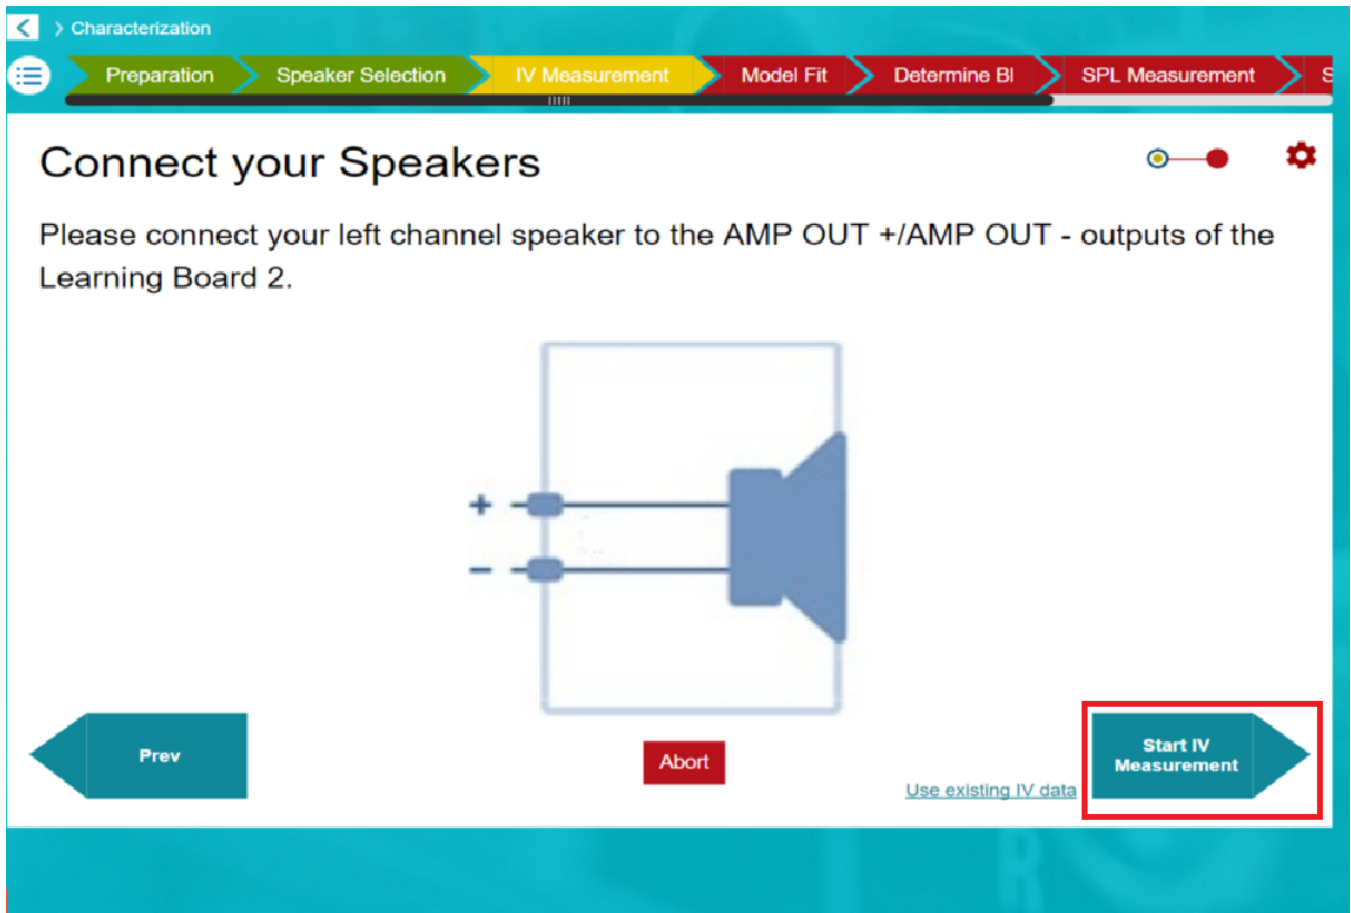 > Characterization
Preparation
Speaker Selection
IV Measurement
Model Fit
Determine Bl
SPL Measurement
S
Connect your Speakers
Please connect your left channel speaker to the AMP OUT +/AMP OUT - outputs of the
Learning Board 2.
+
-
Prev
Abort
Use existing IV data
Start IV
Measurement
R